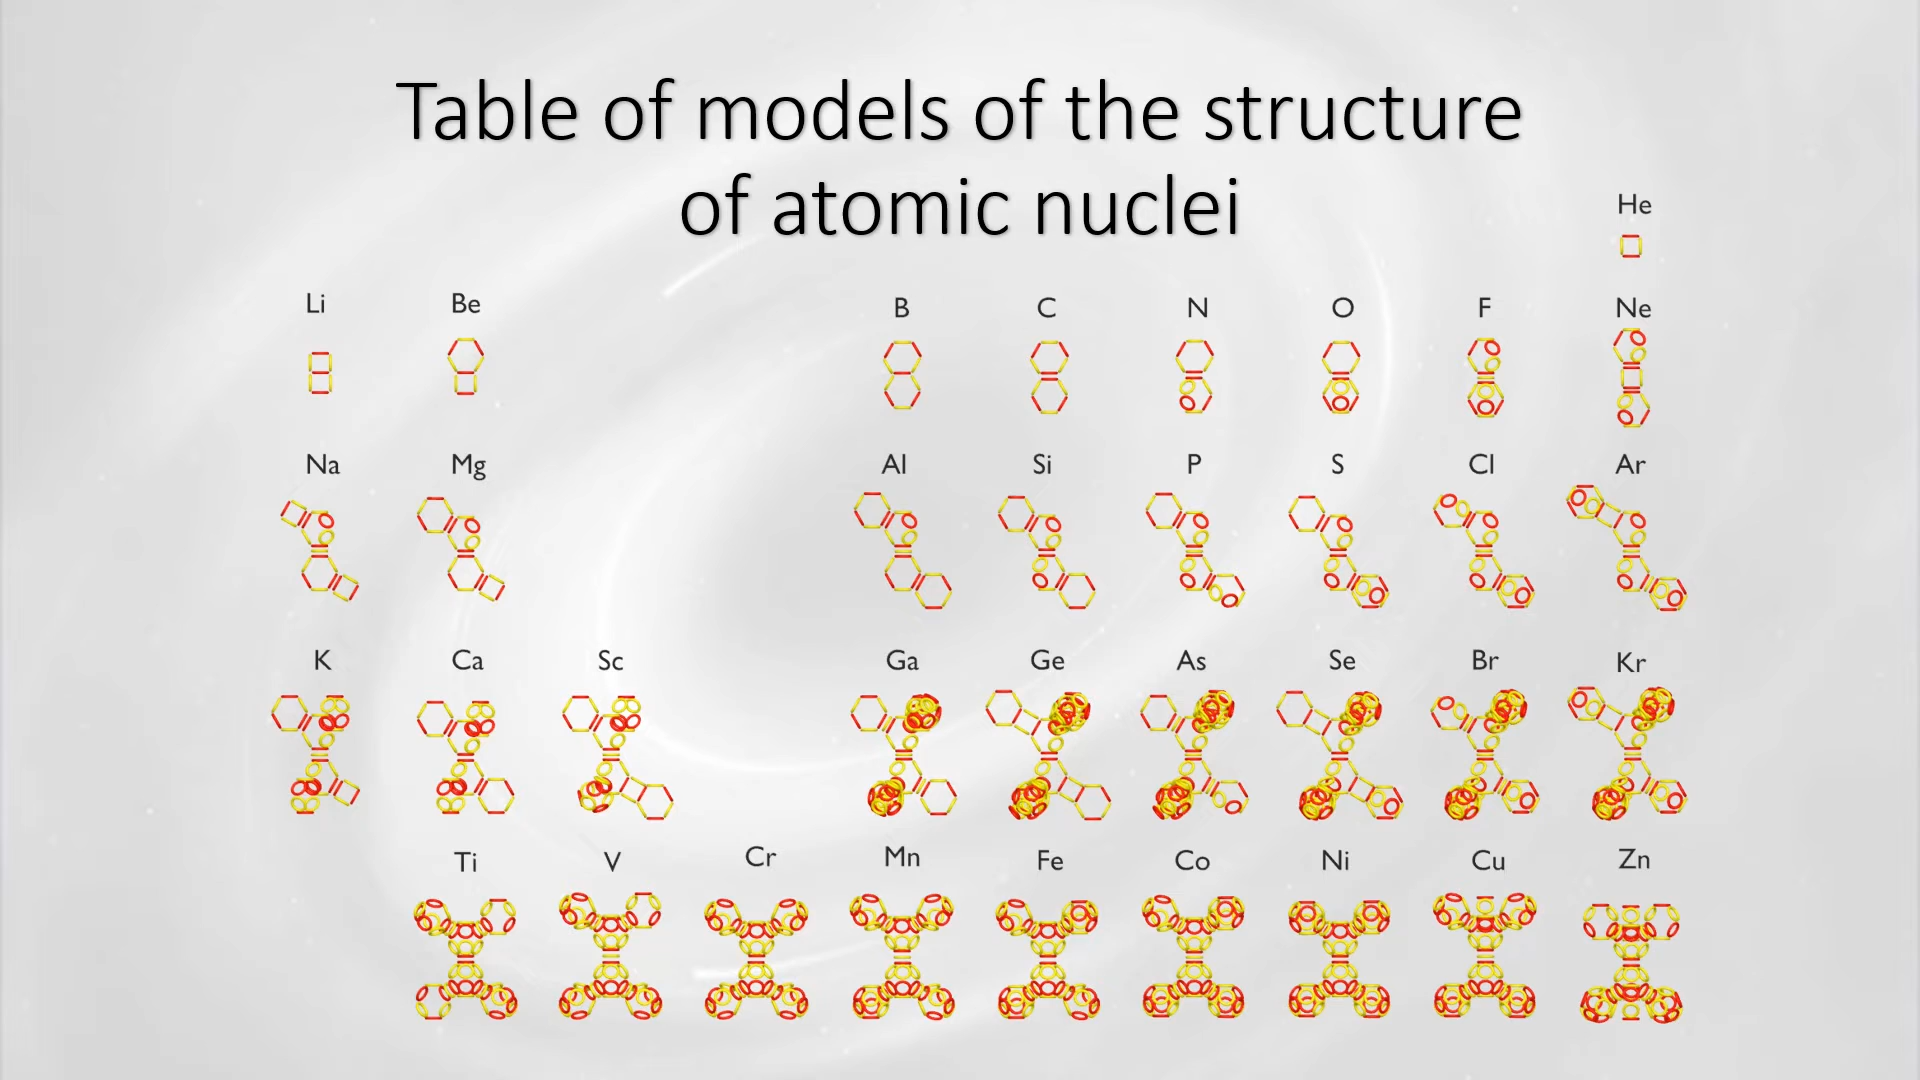 Table of models of the structure
of atomic nuclei
He
Li Be B C N O F Ne
Na Mg Al Si P S Cl Ar
K Ca Sc Ga Ge As Se Br Kr
Ti V Cr Mn Fe Co Ni Cu Zn